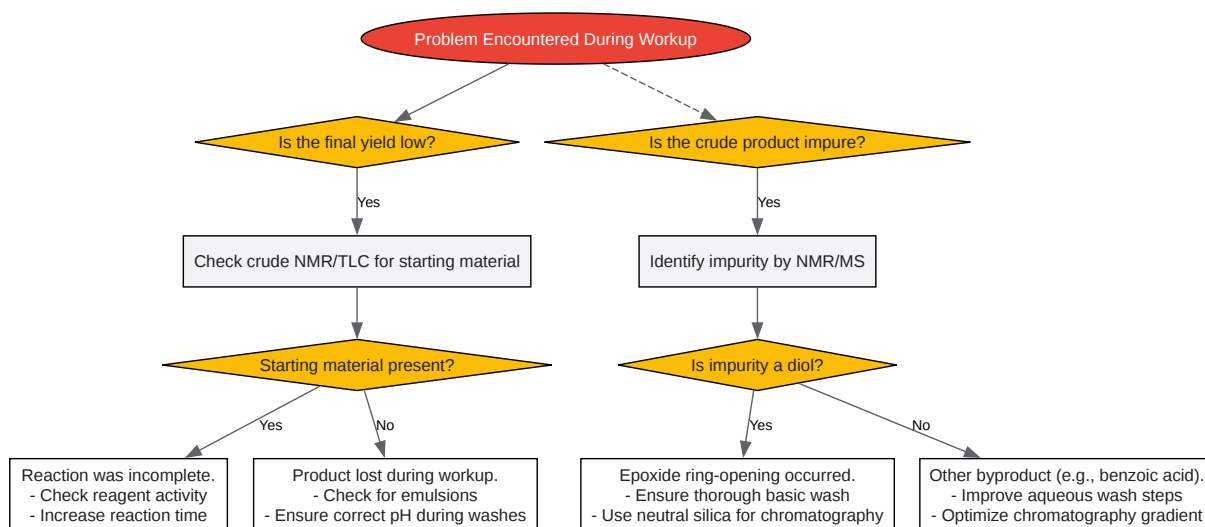 Problem Encountered During Workup
Is the final yield low?
Is the crude product impure?
Yes
Yes
Check crude NMR/TLC for starting material
Identify impurity by NMR/MS
Starting material present?
Is impurity a diol?
Yes
No
Yes
No
Reaction was incomplete.
- Check reagent activity
- Increase reaction time
Product lost during workup.
- Check for emulsions
- Ensure correct pH during washes
Epoxide ring-opening occurred.
- Ensure thorough basic wash
- Use neutral silica for chromatography
Other byproduct (e.g., benzoic acid).
- Improve aqueous wash steps
- Optimize chromatography gradient